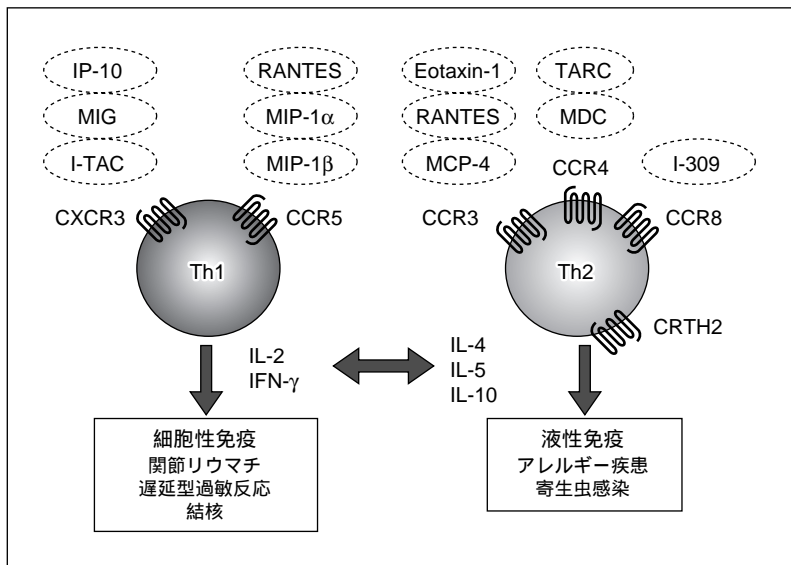 IP-10
MIG
I-TAC
RANTES
MIP-1α
MIP-1β
Eotaxin-1
RANTES
MCP-4
TARC
MDC
I-309
CXCR3
CCR5
CCR3
CCR4
CCR8
CRTH2
Th1
Th2
IL-2
IFN-γ
IL-4
IL-5
IL-10
細胞性免疫
関節リウマチ
遅延型過敏反応
結核
液性免疫
アレルギー疾患
寄生虫感染